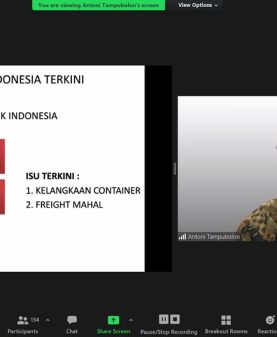 You are viewing Antoni Tampubolon's screen
View Options
ONESIA TERKINI
K INDONESIA
ISU TERKINI :
1. KELANGKAAN CONTAINER
2. FREIGHT MAHAL
Antoni Tampubolon
134
Participants
Chat
Share Screen
Pause/Stop Recording
Breakout Rooms
Reactio